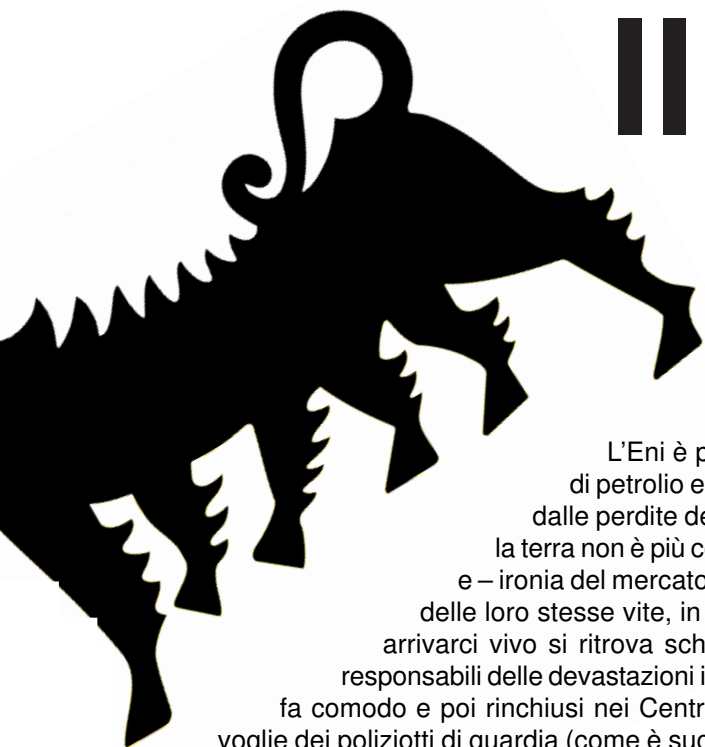 Il
L’Eni è p
di petrolio e
dalle perdite de
la terra non è più c
e – ironia del mercato
delle loro stesse vite, in
arrivarci vivo si ritrova sch
responsabili delle devastazioni i
fa comodo e poi rinchiusi nei Centr
voglie dei poliziotti di guardia (come è suc